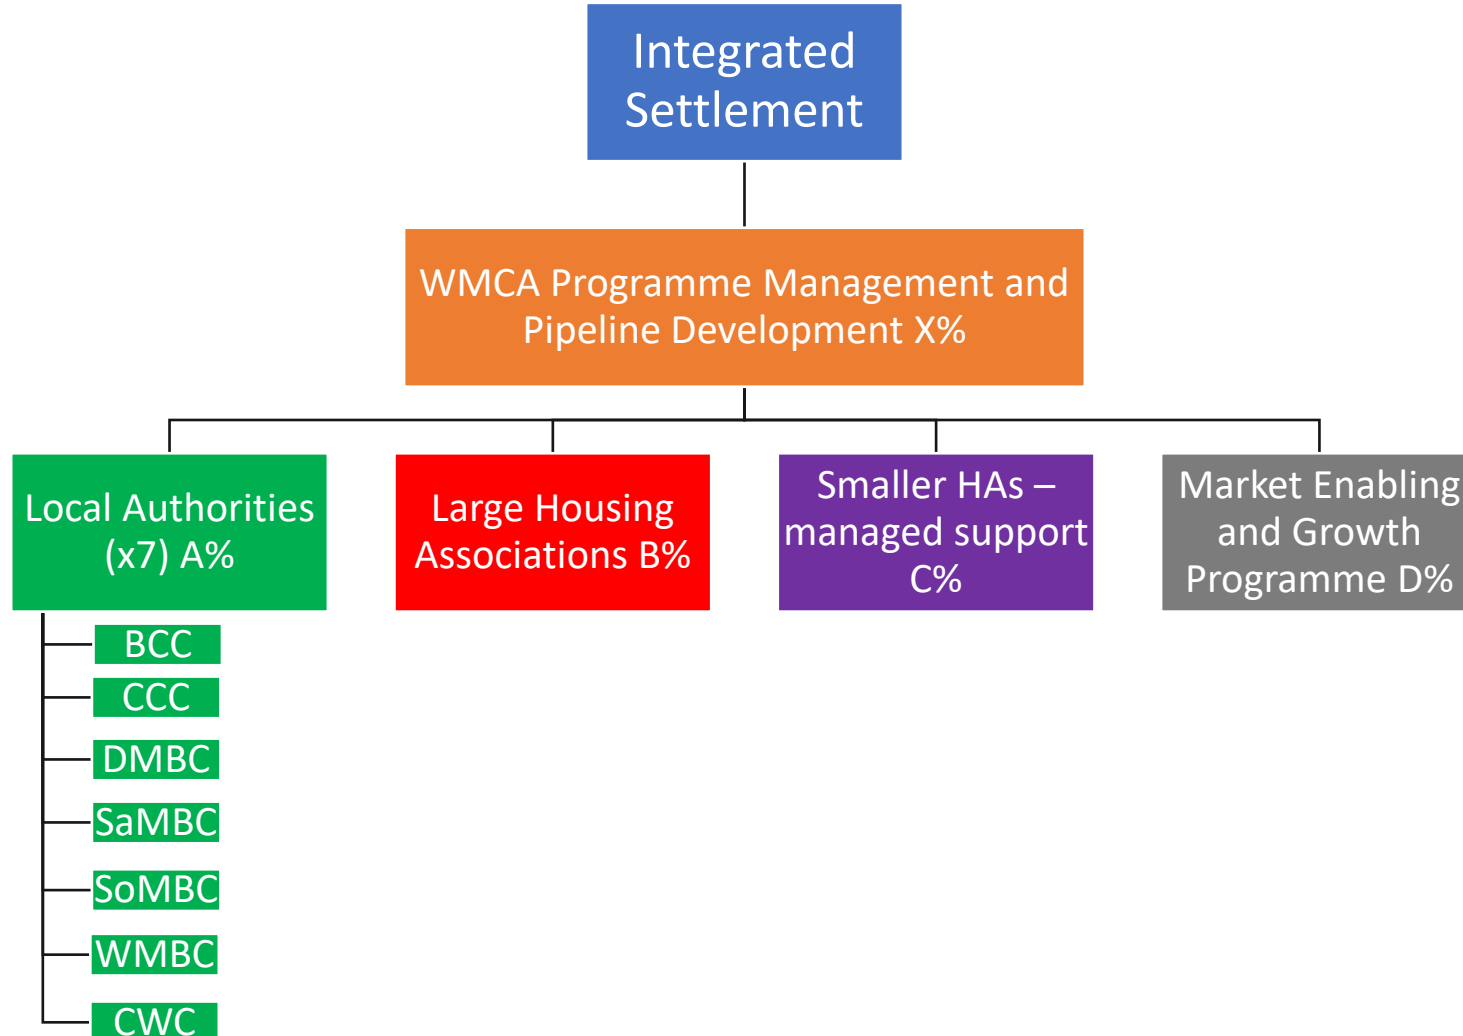 Integrated
Settlement
WMCA Programme Management and
Pipeline Development X%
Local Authorities
(x7) A%
Large Housing
Associations B%
Smaller HAs –
managed support
C%
Market Enabling
and Growth
Programme D%
BCC
CCC
DMBC
SaMBC
SoMBC
WMBC
CWC